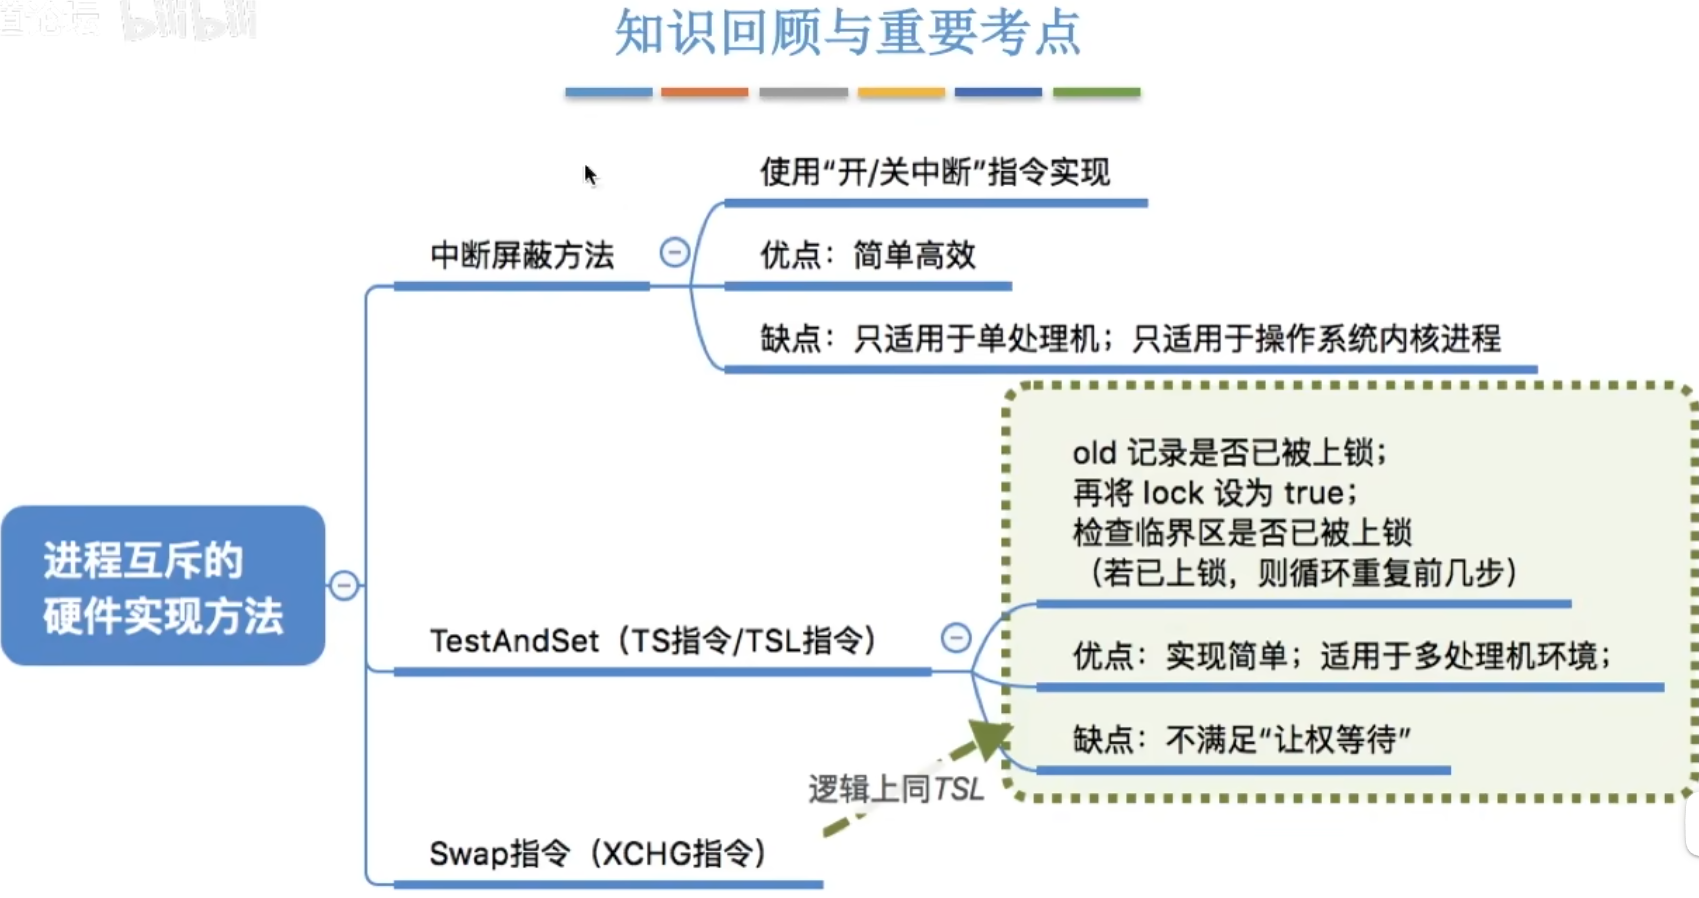 bilibili
知识回顾与重要考点
使用“开/关中断”指令实现
中断屏蔽方法
优点：简单高效
缺点：只适用于单处理机；只适用于操作系统内核进程
old 记录是否已被上锁；
再将 lock 设为 true；
检查临界区是否已被上锁
（若已上锁，则循环重复前几步）
进程互斥的
硬件实现方法
TestAndSet（TS指令/TSL指令）
优点：实现简单；适用于多处理机环境；
缺点：不满足“让权等待”
逻辑上同TSL
Swap指令（XCHG指令）